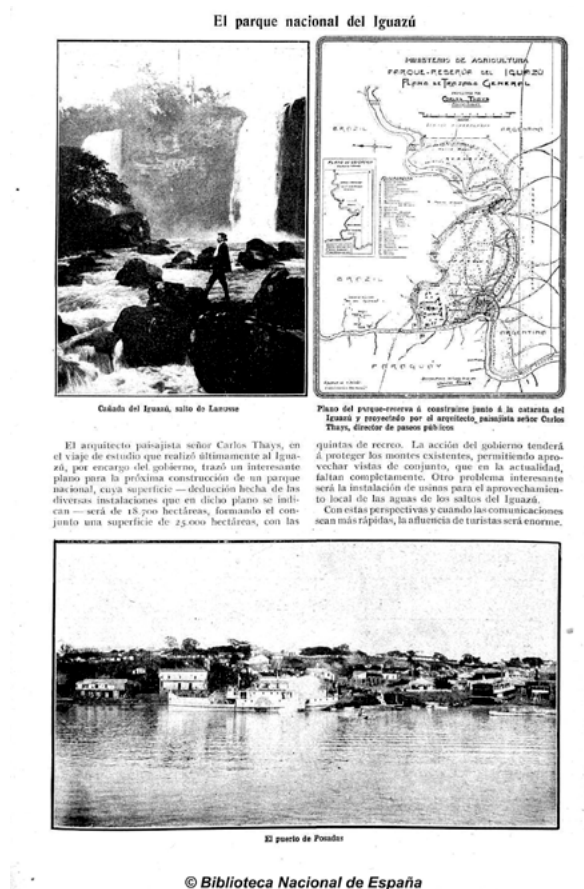 El parque nacional del Iguazú
MINISTERIO DE AGRICULTURA
PARQUE-RESERVA DEL IGUAZÚ
PLANO DE TRAZADO GENERAL
CARLOS THAYS
BRAZIL
ARGENTINO
BRAZIL
ARGENTINO
PARAGUAY
Cañada del Iguazú, salto de Lanusse
Plano del parque-reserva á construirse junto á la catarata del
Iguazú y proyectado por el arquitecto paisajista señor Carlos
Thays, director de paseos púbicos
El arquitecto paisajista señor Carlos Thays, en
el viaje de estudio que realizó últimamente al Igua-
zú, por encargo del gobierno, trazó un interesante
plano para la próxima construcción de un parque
nacional, cuya superficie — deducción hecha de las
diversas instalaciones que en dicho plano se indi-
can — será de 18.700 hectáreas, formando el con-
junto una superficie de 25.000 hectáreas, con las
quintas de recreo. La acción del gobierno tenderá
á proteger los montes existentes, permitiendo apro-
vechar vistas de conjunto, que en la actualidad,
faltan completamente. Otro problema interesante
será la instalación de usinas para el aprovechamien-
to local de las aguas de los saltos del Iguazú.
Con estas perspectivas y cuando las comunicaciones
sean más rápidas, la afluencia de turistas será enorme.
El puerto de Posadas
© Biblioteca Nacional de España